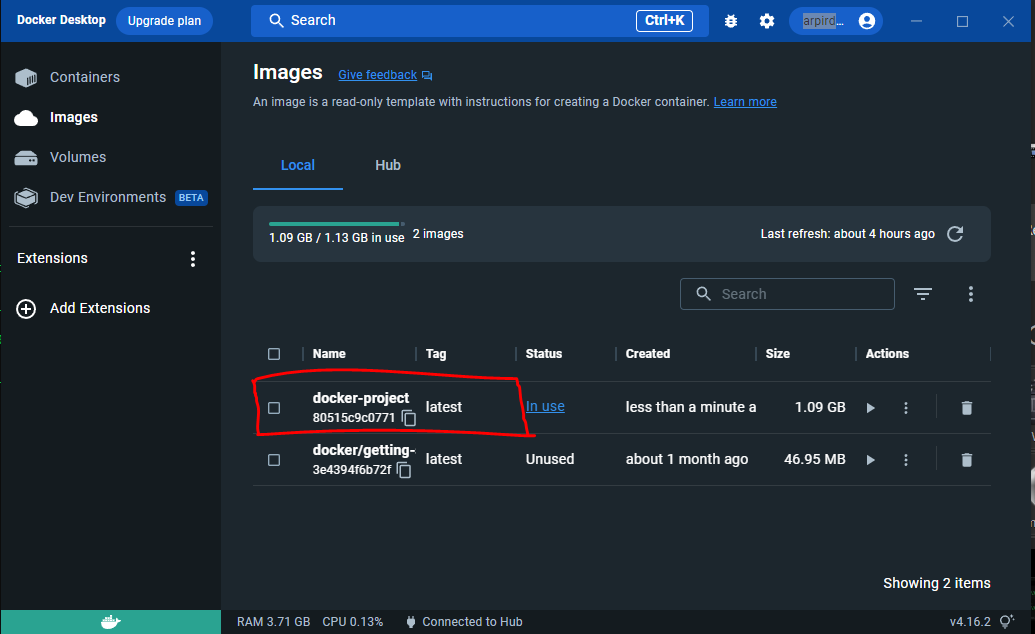 Docker Desktop Upgrade plan Search Ctrl+K arpird...
Containers
Images
Volumes
Dev Environments BETA
Extensions
Add Extensions
Images Give feedback
An image is a read-only template with instructions for creating a Docker container. Learn more
Local Hub
1.09 GB / 1.13 GB in use 2 images Last refresh: about 4 hours ago
Search
Name Tag Status Created Size Actions
docker-project
80515c9c0771 latest In use less than a minute a 1.09 GB
docker/getting-
3e4394f6b72f latest Unused about 1 month ago 46.95 MB
Showing 2 items
RAM 3.71 GB CPU 0.13% Connected to Hub v4.16.2